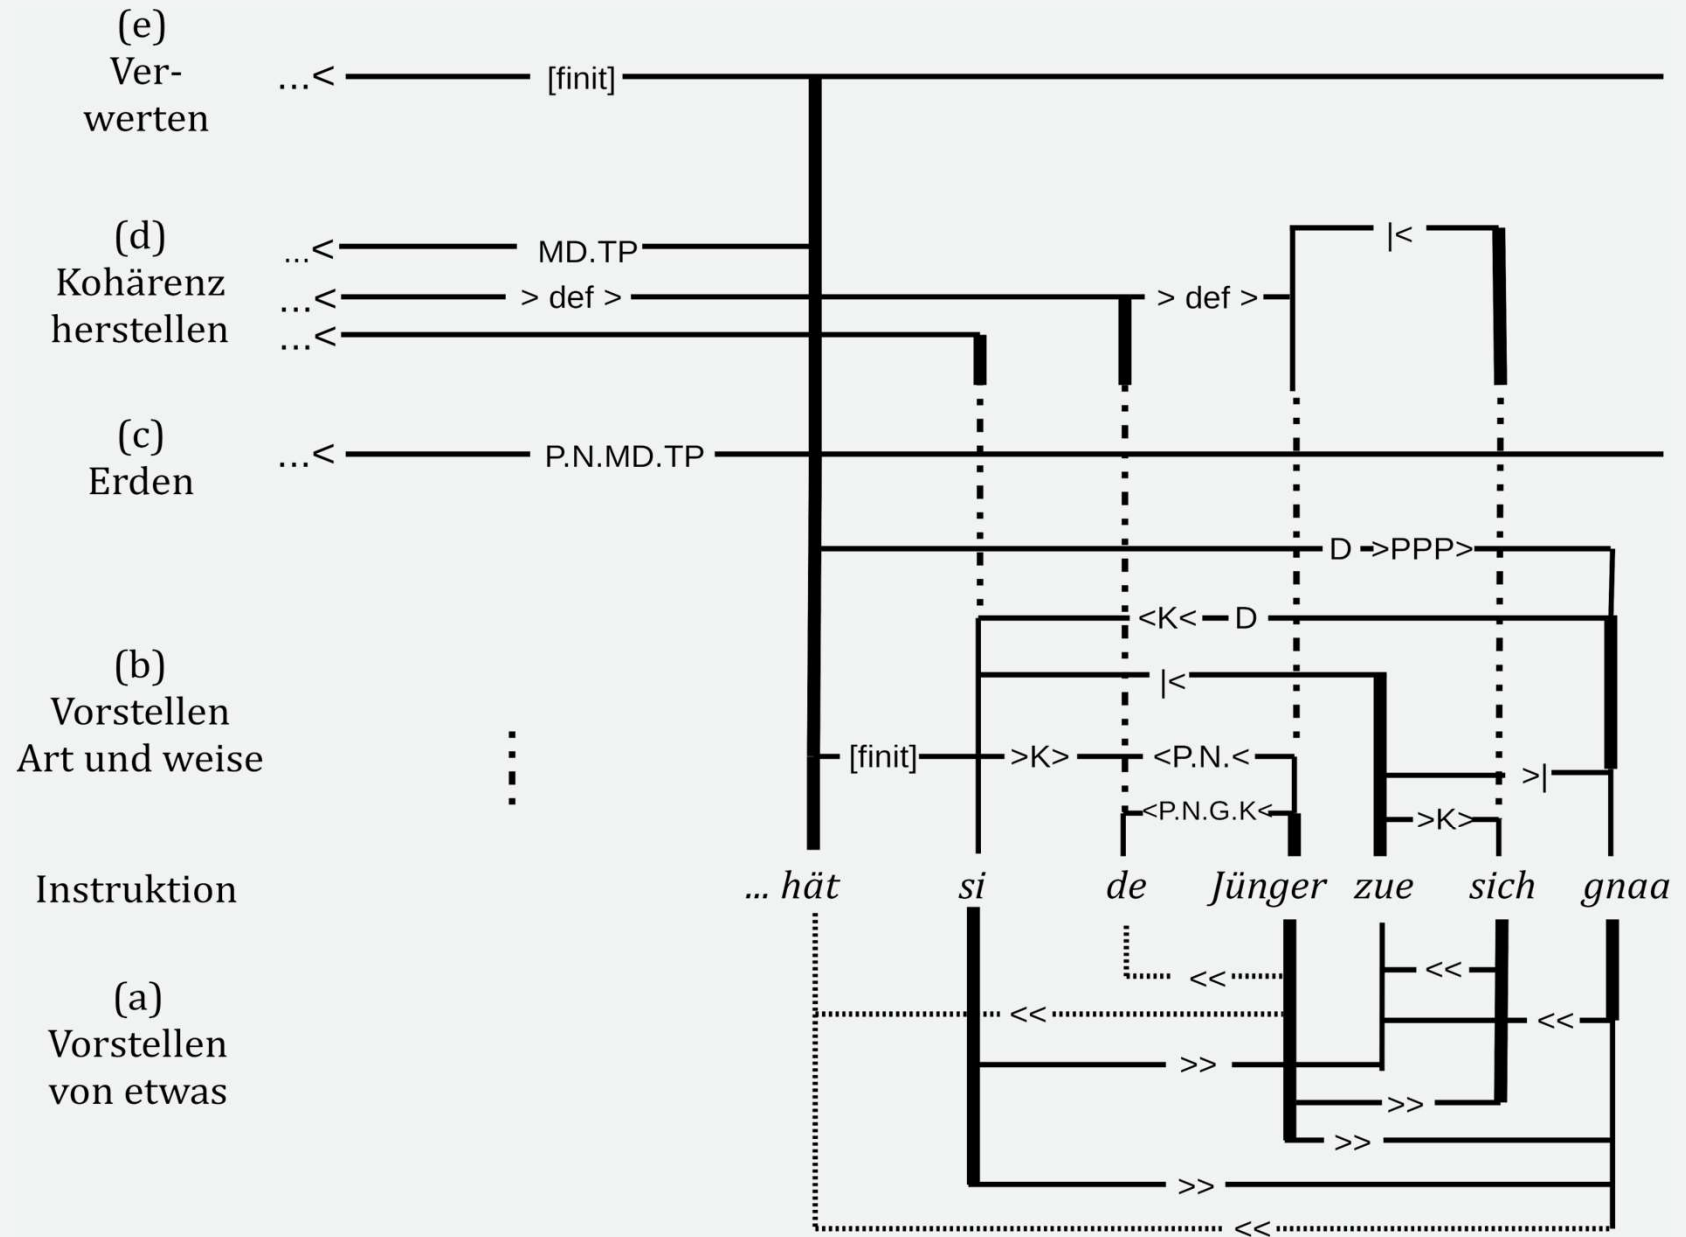 (e)
Ver-
werten
...< [finit]
(d)
Kohärenz
herstellen
...< MD.TP |<
...< > def > > def >
...<
(c)
Erden
...< P.N.MD.TP
D >PPP>
<K< D
(b)
Vorstellen
Art und weise
|<
[finit] >K> <P.N.< >|
<P.N.G.K< >K>
Instruktion ... hät si de Jünger zue sich gnaa
(a)
Vorstellen
von etwas
<< <<
<< <<
>>
>>
>>
>>
<<